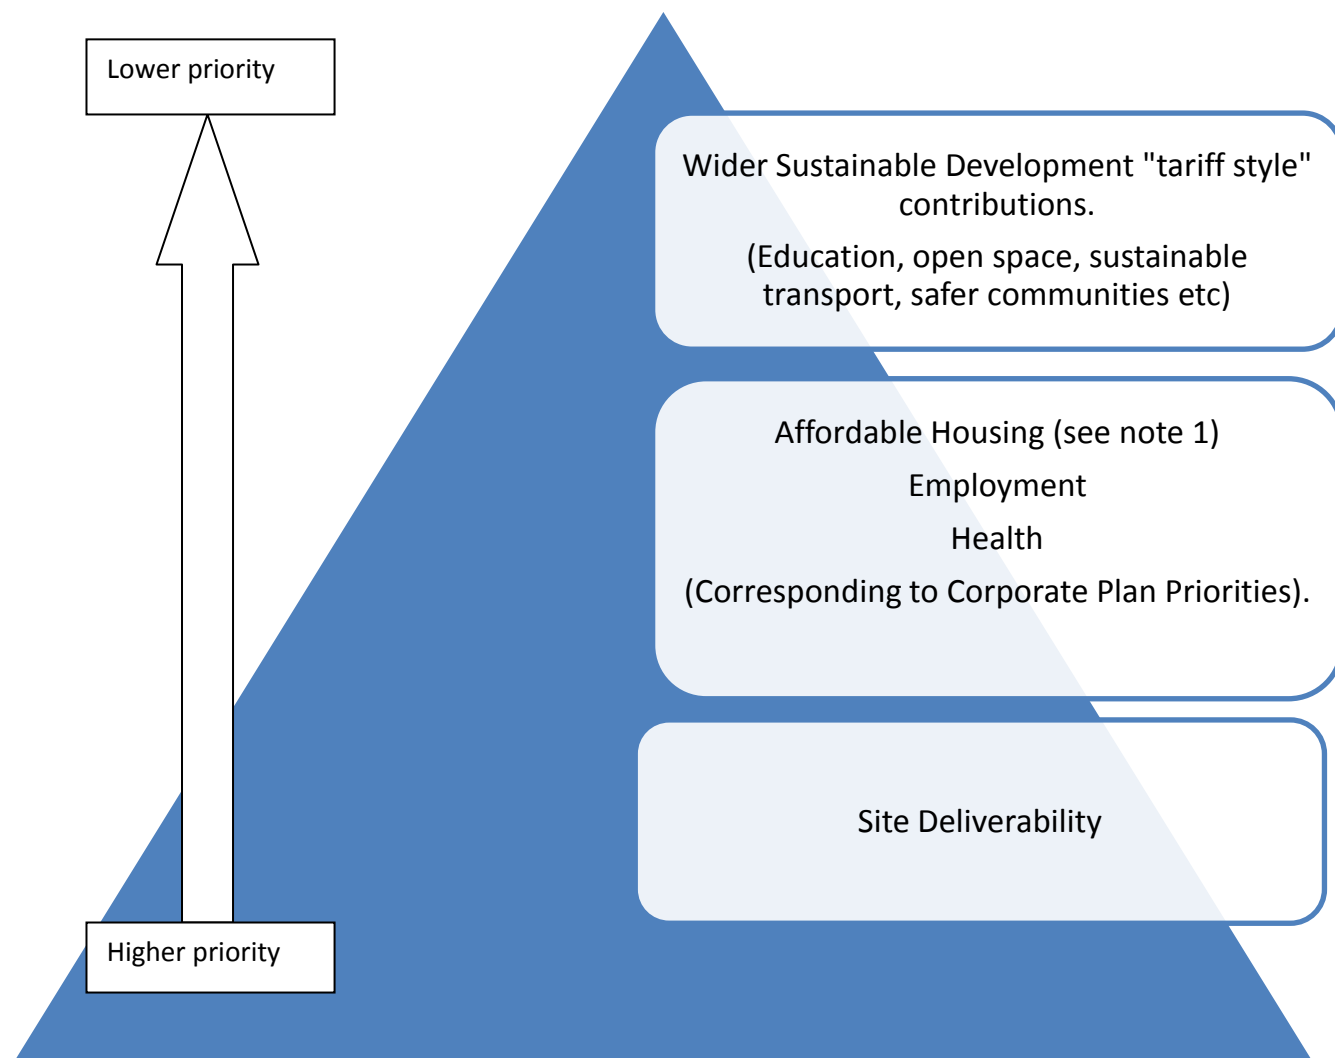 Lower priority
Wider Sustainable Development "tariff style"
contributions.
(Education, open space, sustainable
transport, safer communities etc)
Affordable Housing (see note 1)
Employment
Health
(Corresponding to Corporate Plan Priorities).
Site Deliverability
Higher priority